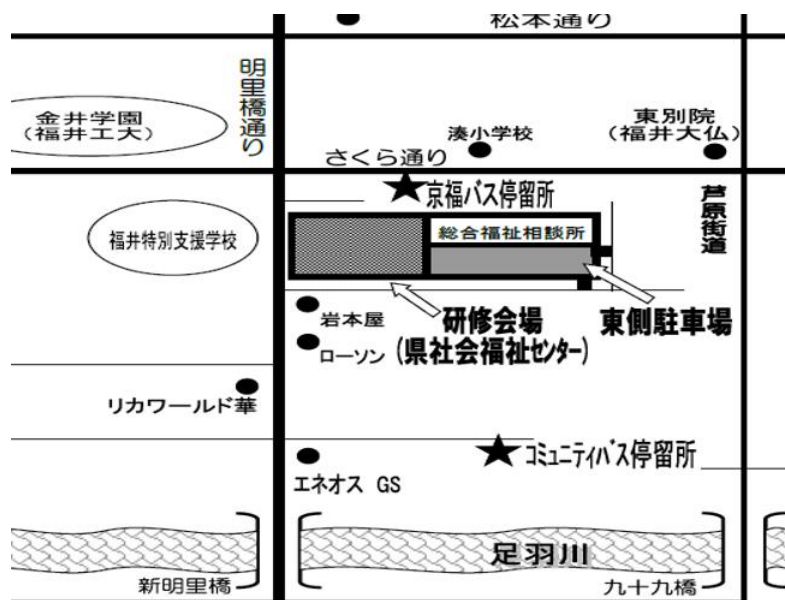 松本通り
明里橋通り
金井学園
(福井工大)
湊小学校
東別院
(福井大仏)
さくら通り
京福バス停留所
芦原街道
福井特別支援学校
総合福祉相談所
岩本屋
研修会場
(県社会福祉センター)
東側駐車場
ローソン
リカワールド華
コミュニティバス停留所
エネオス GS
足羽川
新明里橋
九十九橋